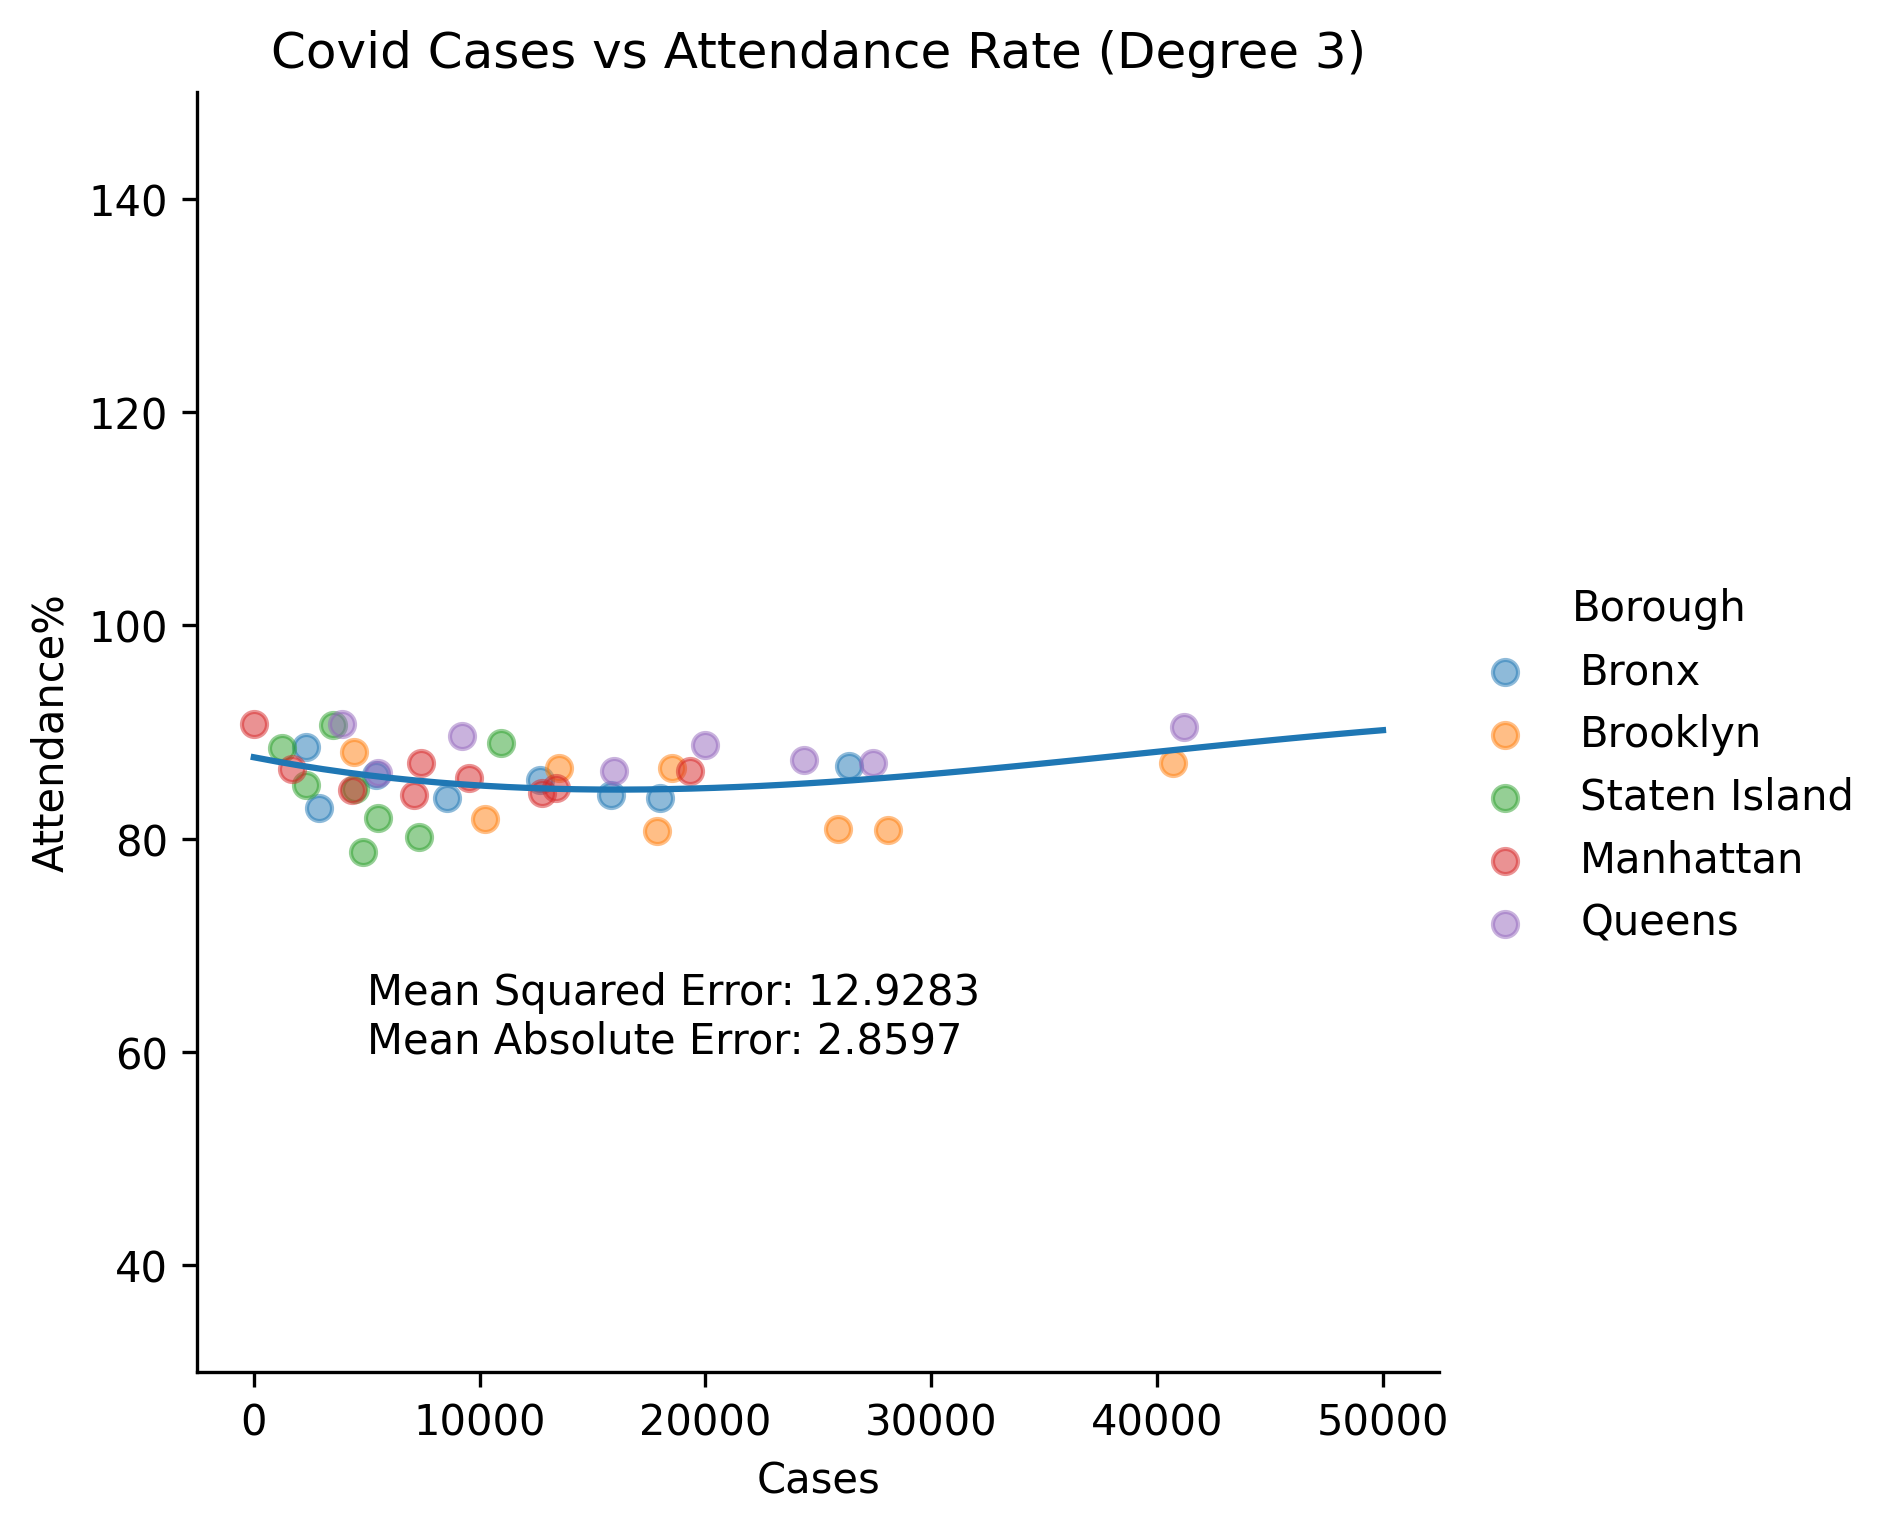 Covid Cases vs Attendance Rate (Degree 3)
140
120
100
80
60
40
Attendance%
Mean Squared Error: 12.9283
Mean Absolute Error: 2.8597
0 10000 20000 30000 40000 50000
Cases
Borough
Bronx
Brooklyn
Staten Island
Manhattan
Queens